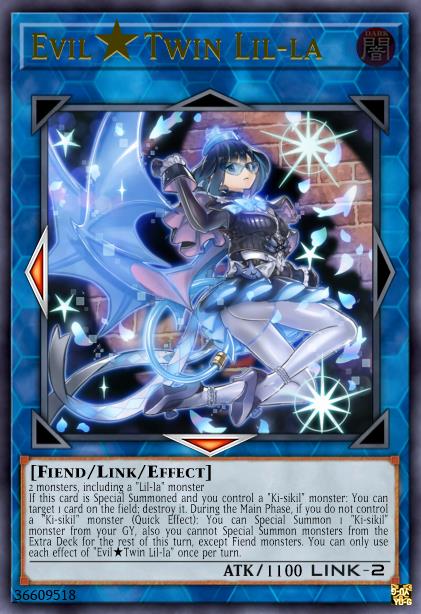 Evil★Twin Lil-la
DARK
闇
[Fiend/Link/Effect]
2 monsters, including a "Lil-la" monster
If this card is Special Summoned and you control a "Ki-sikil" monster: You can
target 1 card on the field; destroy it. During the Main Phase, if you do not control
a "Ki-sikil" monster (Quick Effect): You can Special Summon 1 "Ki-sikil"
monster from your GY, also you cannot Special Summon monsters from the
Extra Deck for the rest of this turn, except Fiend monsters. You can only use
each effect of "Evil★Twin Lil-la" once per turn.
ATK/1100 LINK-2
36609518